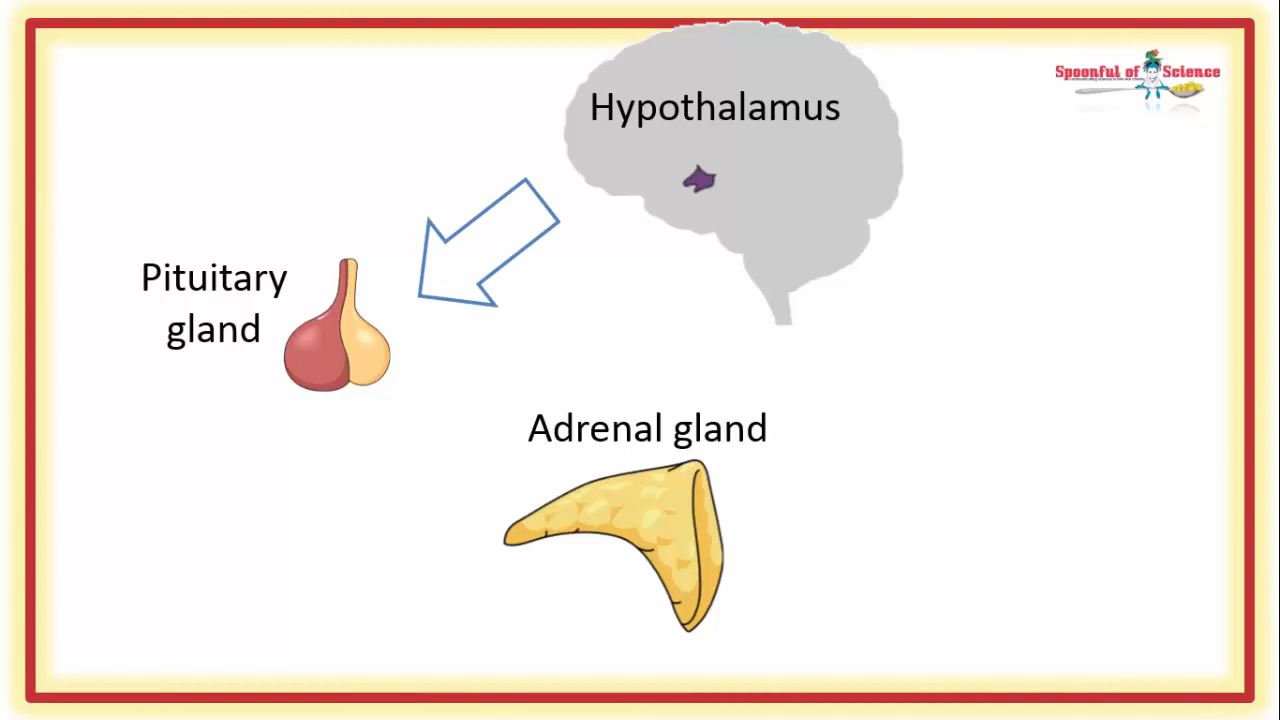 Hypothalamus
Spoonful of Science
Pituitary
gland
Adrenal gland